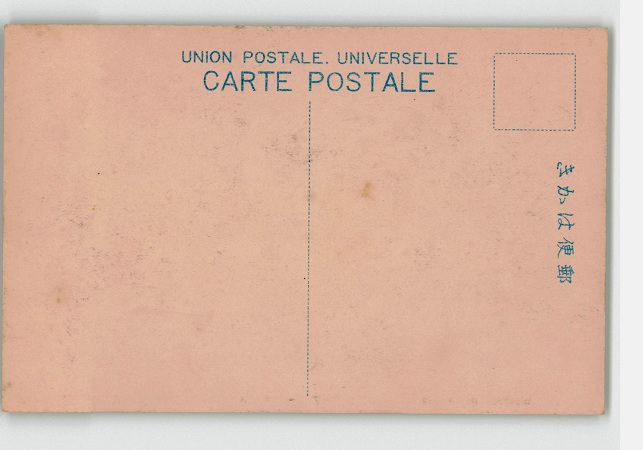 UNION POSTALE. UNIVERSELLE
CARTE POSTALE
郵便はかき